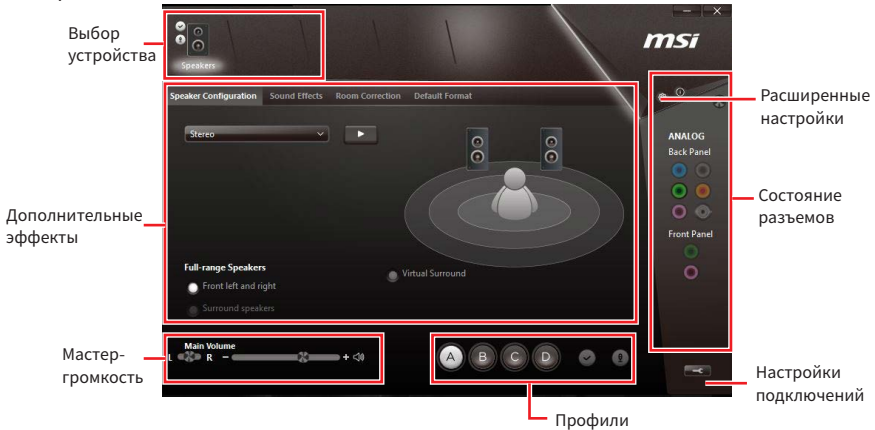 Выбор
устройства
Speakers
msi
Speaker Configuration Sound Effects Room Correction Default Format
Stereo
Расширенные
настройки
ANALOG
Back Panel
Состояние
разъемов
Front Panel
Дополнительные
эффекты
Full-range Speakers
Front left and right
Virtual Surround
Surround speakers
Main Volume
L R - +
A B C D
Мастер-
громкость
Настройки
подключений
Профили